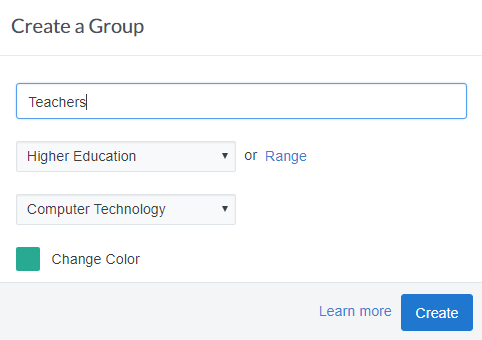 Create a Group
Teachers
Higher Education or Range
Computer Technology
Change Color
Learn more Create